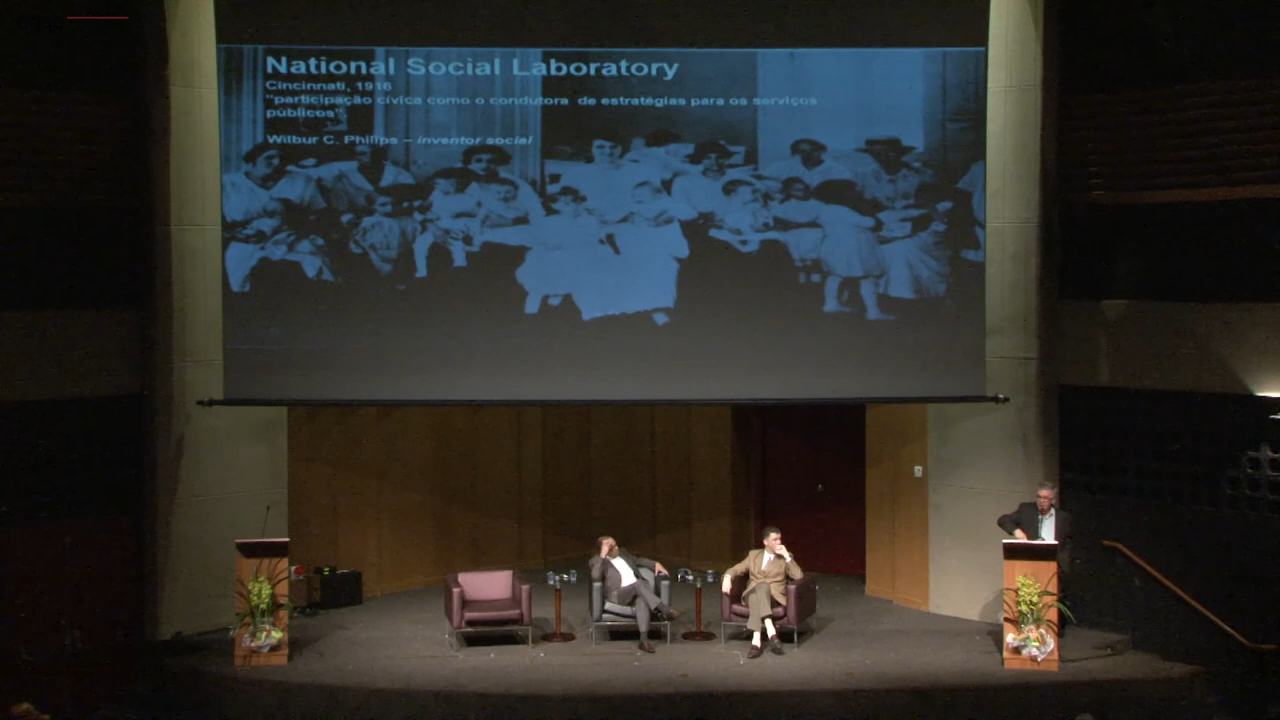 National Social Laboratory
Cincinnati, 1916
"participação cívica como o condutora de estratégias para os serviços
públicos".
Wilbur C. Philips – inventor social